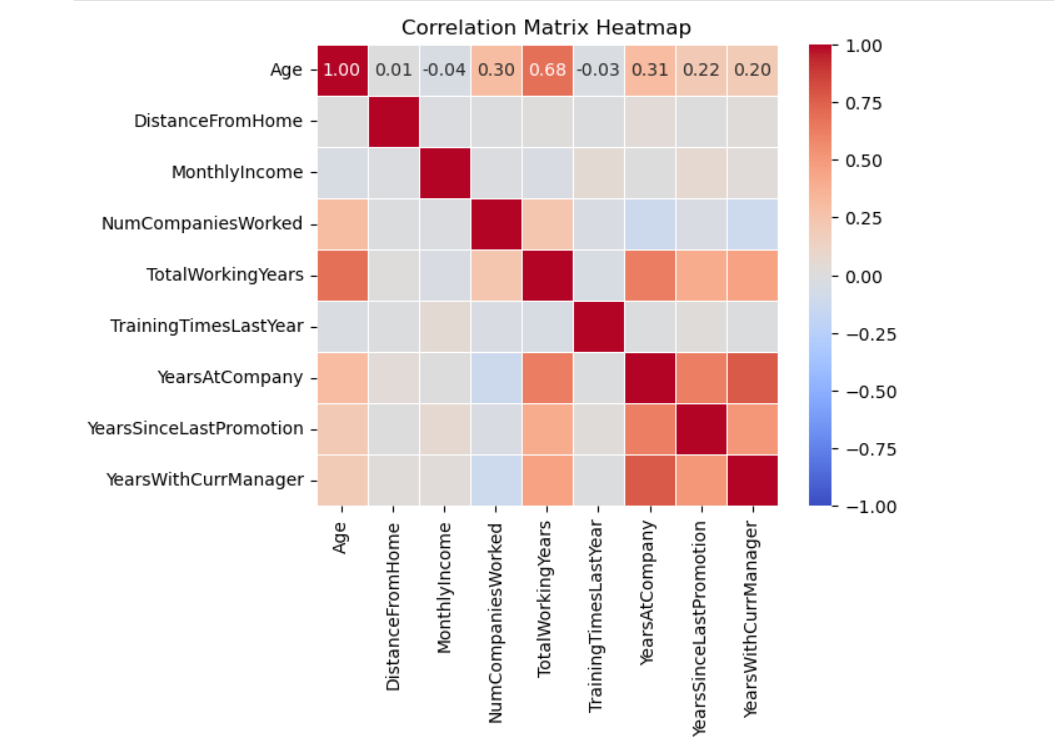 Correlation Matrix Heatmap
Age
1.00 0.01 -0.04 0.30 0.68 -0.03 0.31 0.22 0.20
DistanceFromHome
MonthlyIncome
NumCompaniesWorked
TotalWorkingYears
TrainingTimesLastYear
YearsAtCompany
YearsSinceLastPromotion
YearsWithCurrManager
Age
DistanceFromHome
MonthlyIncome
NumCompaniesWorked
TotalWorkingYears
TrainingTimesLastYear
YearsAtCompany
YearsSinceLastPromotion
YearsWithCurrManager
1.00
0.75
0.50
0.25
0.00
−0.25
−0.50
−0.75
−1.00